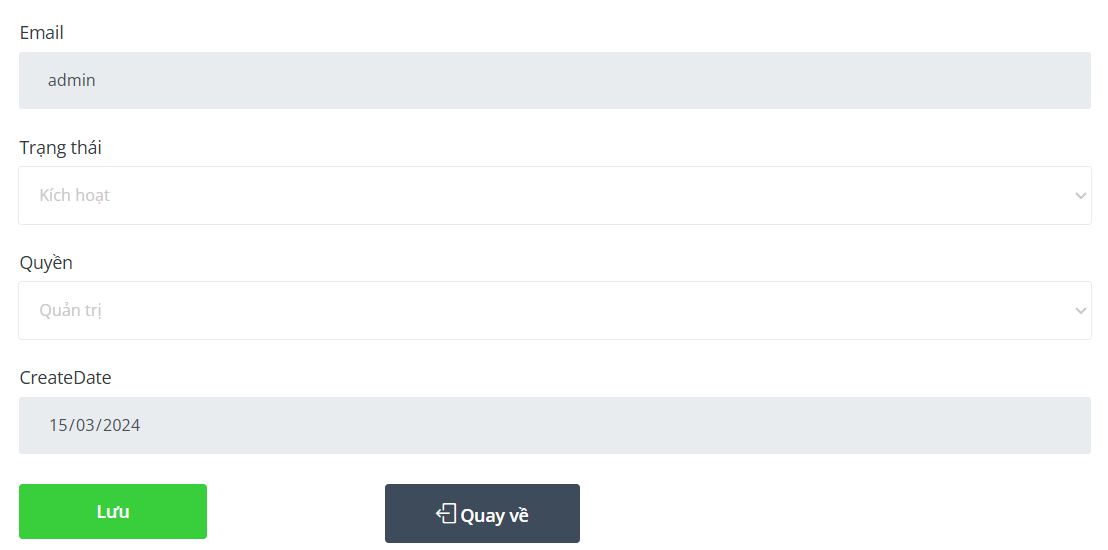 Email
admin
Trạng thái
Kích hoạt
Quyền
Quản trị
CreateDate
15/03/2024
Lưu
Quay về